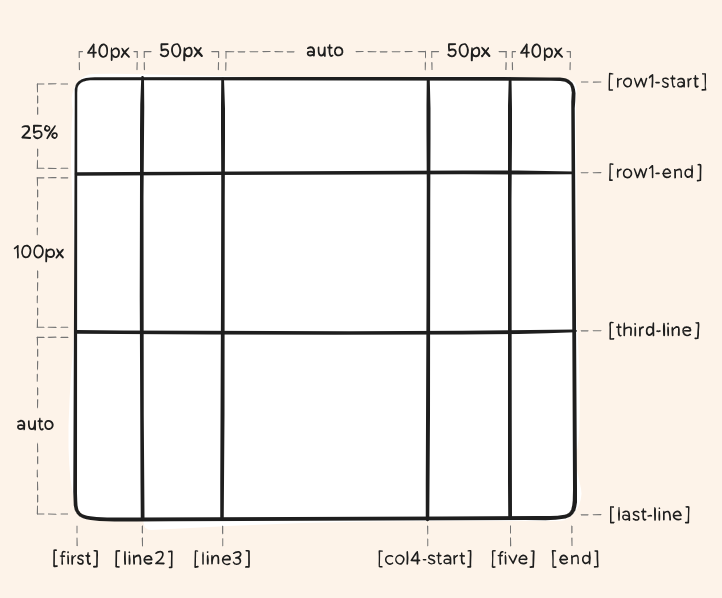 40px 50px auto 50px 40px
[row1-start]
25%
[row1-end]
100px
[third-line]
auto
[last-line]
[first] [line2] [line3] [col4-start] [five] [end]